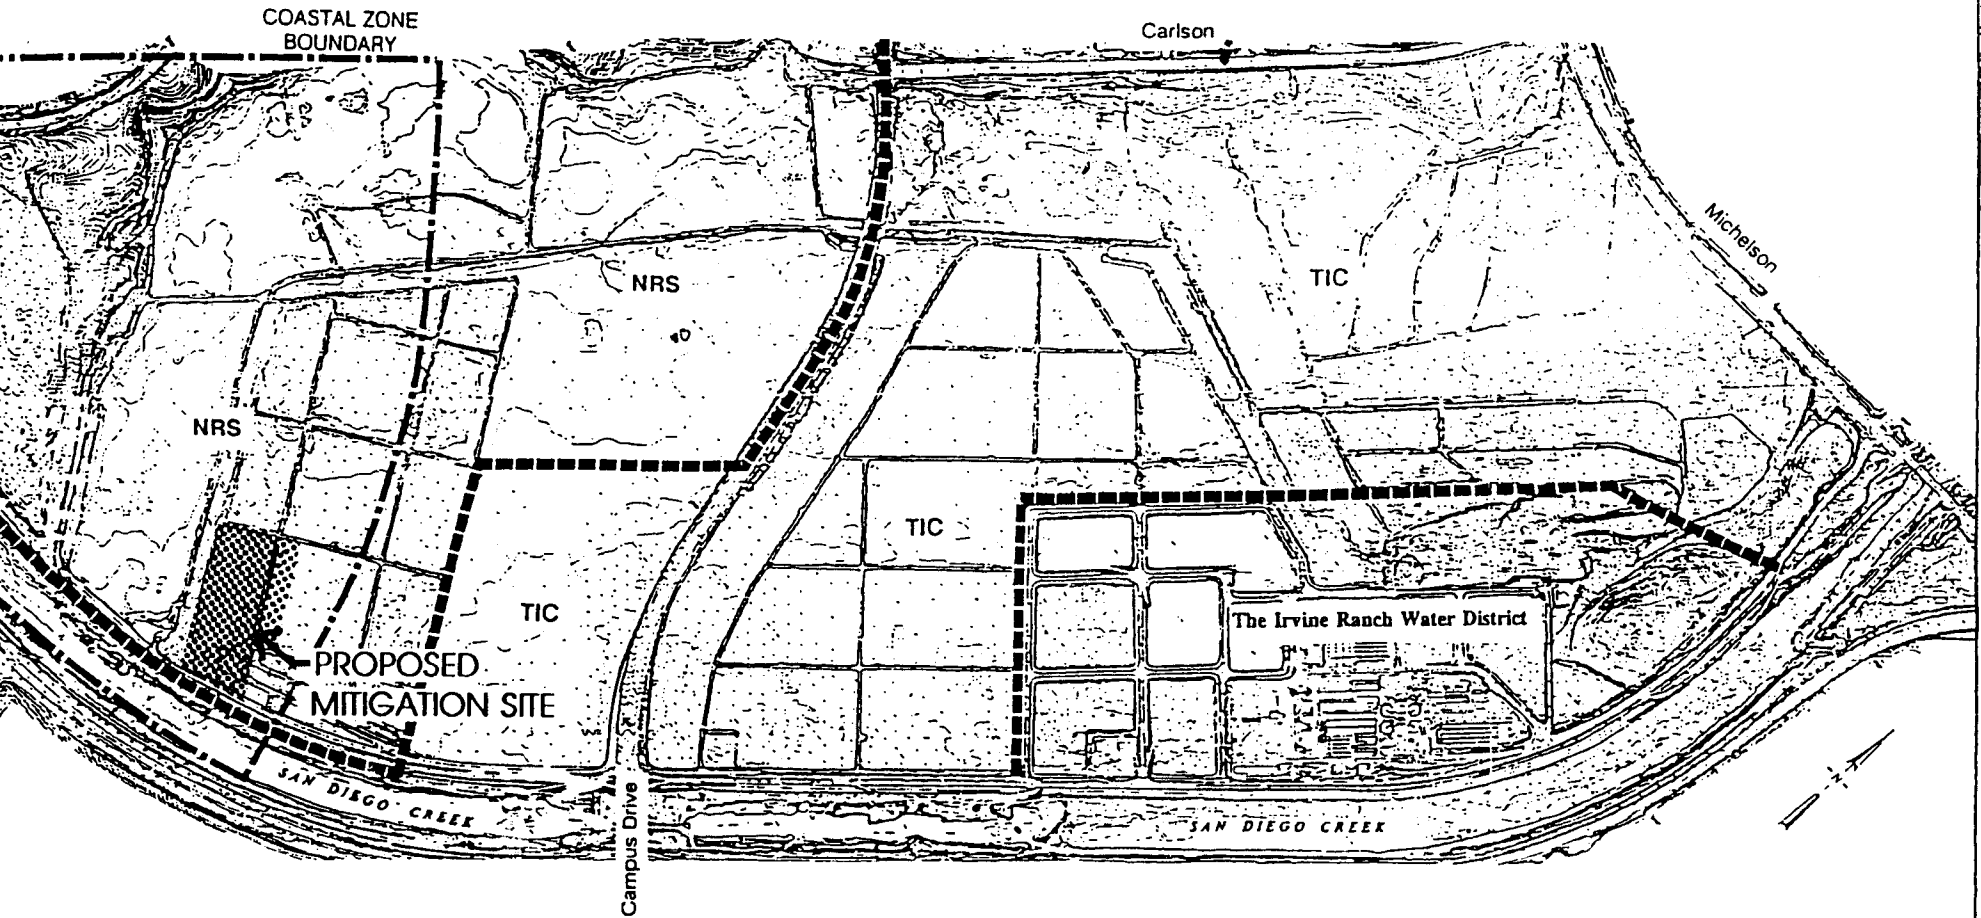 COASTAL ZONE
BOUNDARY
Carlson
Michelson
NRS
TIC
NRS
TIC
TIC
The Irvine Ranch Water District
PROPOSED
MITIGATION SITE
SAN DIEGO CREEK
SAN DIEGO CREEK
Campus Drive
N